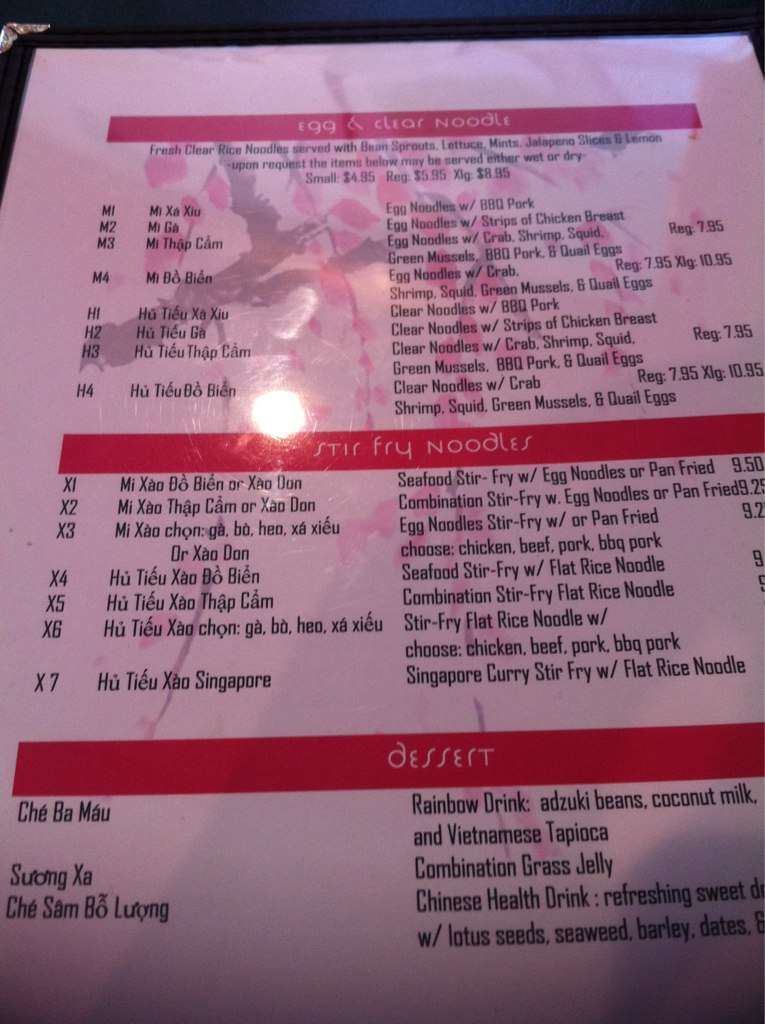 Egg & Clear Noodle
Fresh Clear Rice Noodles served with Bean Sprouts, Lettuce, Mints, Jalapeno Slices & Lemon
-upon request the items below may be served either wet or dry-
Small: $4.95 Reg: $5.95 Xlg: $8.95
M1 Mì Xá Xíu Egg Noodles w/ BBQ Pork
M2 Mì Gà Egg Noodles w/ Strips of Chicken Breast
M3 Mì Thập Cẩm Egg Noodles w/ Crab, Shrimp, Squid, Reg: 7.95
Green Mussels, BBQ Pork, & Quail Eggs
M4 Mì Đồ Biển Egg Noodles w/ Crab, Reg: 7.95 Xlg: 10.95
Shrimp, Squid, Green Mussels, & Quail Eggs
H1 Hủ Tiếu Xá Xíu Clear Noodles w/ BBQ Pork
H2 Hủ Tiếu Gà Clear Noodles w/ Strips of Chicken Breast
H3 Hủ Tiếu Thập Cẩm Clear Noodles w/ Crab, Shrimp, Squid, Reg: 7.95
Green Mussels, BBQ Pork, & Quail Eggs
H4 Hủ Tiếu Đồ Biển Clear Noodles w/ Crab Reg: 7.95 Xlg: 10.95
Shrimp, Squid, Green Mussels, & Quail Eggs
Stir Fry Noodles
X1 Mì Xào Đồ Biển or Xào Don Seafood Stir- Fry w/ Egg Noodles or Pan Fried 9.50
X2 Mì Xào Thập Cẩm or Xào Don Combination Stir-Fry w. Egg Noodles or Pan Fried 9.25
X3 Mì Xào chọn: gà, bò, heo, xá xíếu Egg Noodles Stir-Fry w/ or Pan Fried 9.2
Or Xào Don choose: chicken, beef, pork, bbq pork
X4 Hủ Tiếu Xào Đồ Biển Seafood Stir-Fry w/ Flat Rice Noodle 9
X5 Hủ Tiếu Xào Thập Cẩm Combination Stir-Fry Flat Rice Noodle
X6 Hủ Tiếu Xào chọn: gà, bò, heo, xá xíếu Stir-Fry Flat Rice Noodle w/
choose: chicken, beef, pork, bbq pork
X 7 Hủ Tiếu Xào Singapore Singapore Curry Stir Fry w/ Flat Rice Noodle
Dessert
Ché Ba Máu Rainbow Drink: adzuki beans, coconut milk,
and Vietnamese Tapioca
Sương Xa Combination Grass Jelly
Ché Sâm Bỗ Lượng Chinese Health Drink : refreshing sweet
w/ lotus seeds, seaweed, barley, dates, &